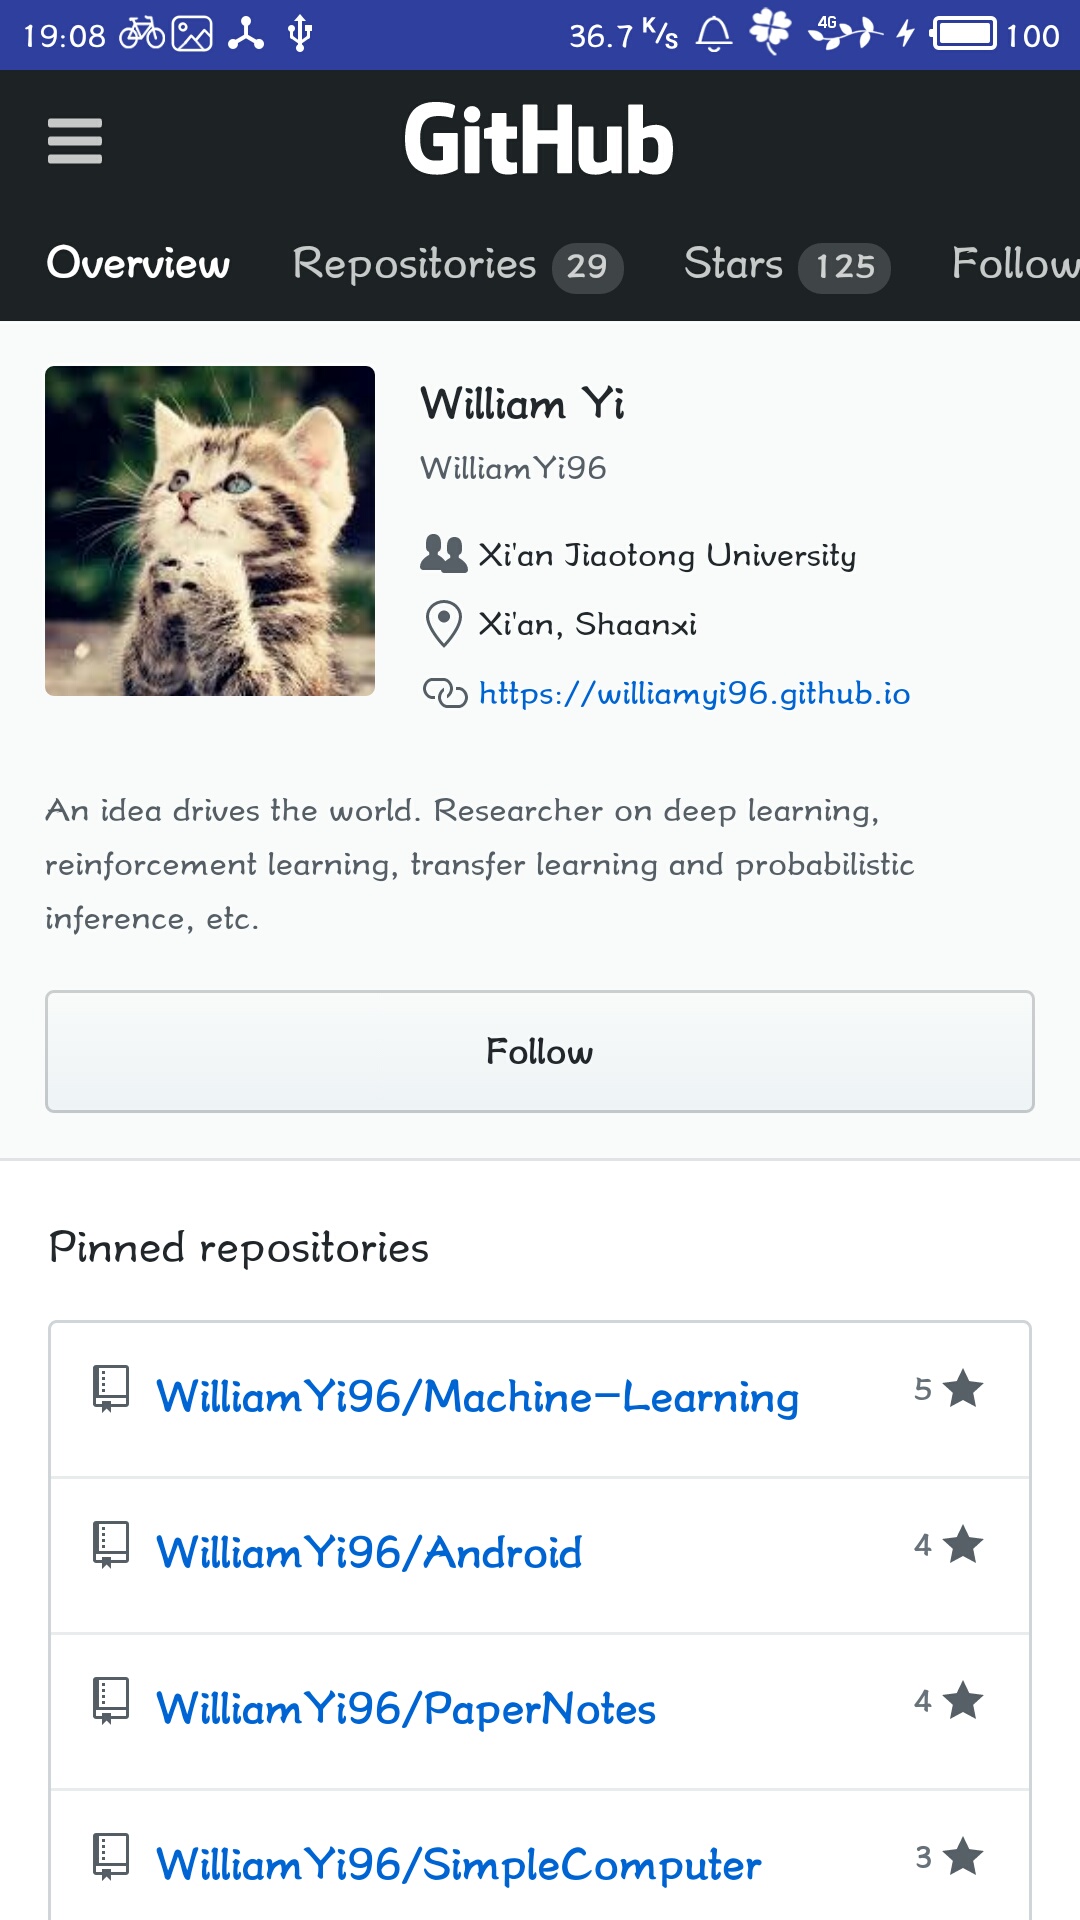 19:08 36.7 K/s 4G 100
GitHub
Overview Repositories 29 Stars 125 Follow
William Yi
WilliamYi96
Xi'an Jiaotong University
Xi'an, Shaanxi
https://williamyi96.github.io
An idea drives the world. Researcher on deep learning,
reinforcement learning, transfer learning and probabilistic
inference, etc.
Follow
Pinned repositories
WilliamYi96/Machine-Learning 5
WilliamYi96/Android 4
WilliamYi96/PaperNotes 4
WilliamYi96/SimpleComputer 3